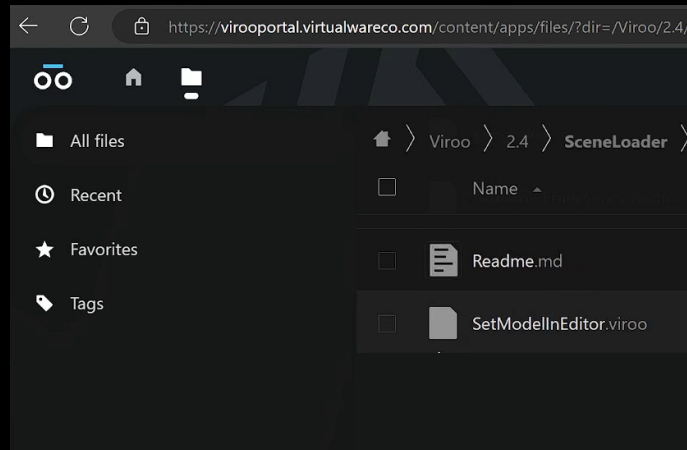 https://virooportal.virtualwareco.com/content/apps/files/?dir=/Viroo/2.4/
All files
Viroo 2.4 SceneLoader
Recent
Name
Favorites
Readme.md
Tags
SetModelInEditor.viroo